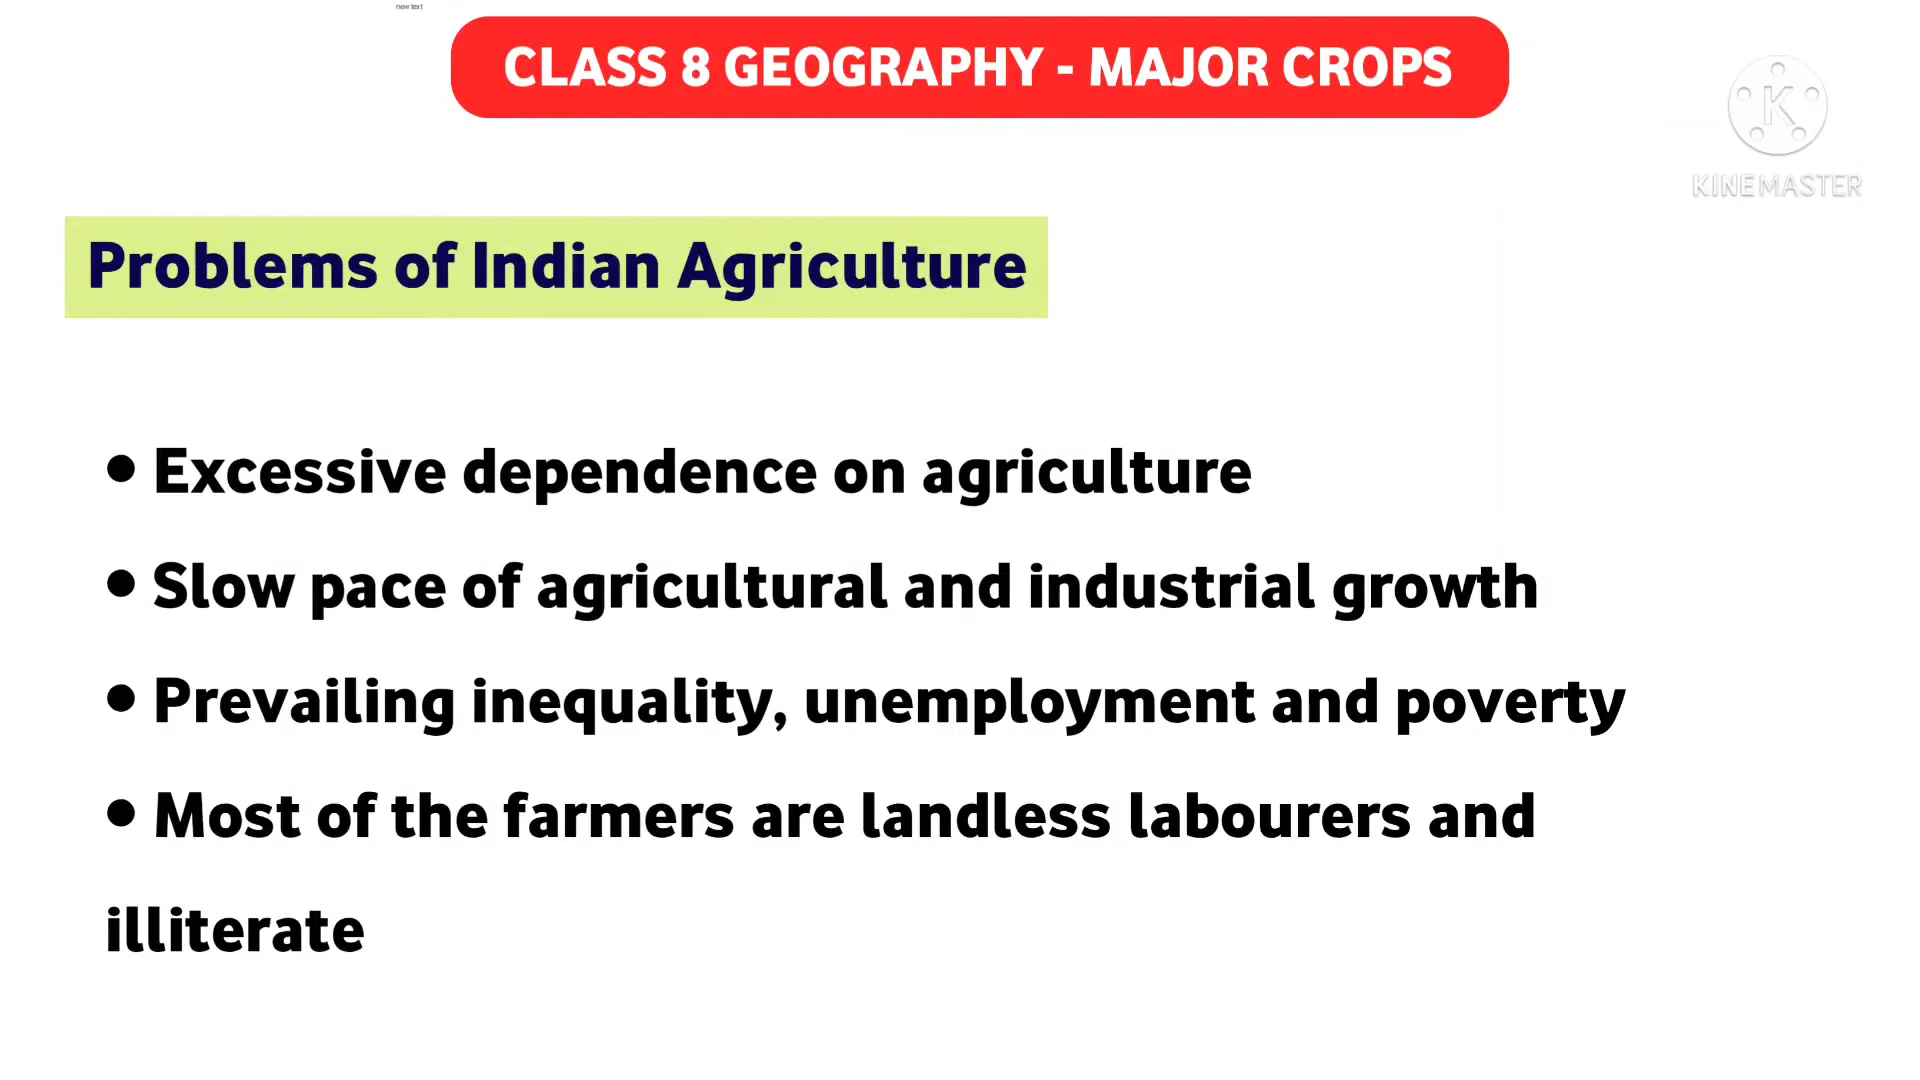 new text
CLASS 8 GEOGRAPHY - MAJOR CROPS
K
KINEMASTER
Problems of Indian Agriculture
• Excessive dependence on agriculture
• Slow pace of agricultural and industrial growth
• Prevailing inequality, unemployment and poverty
• Most of the farmers are landless labourers and
illiterate